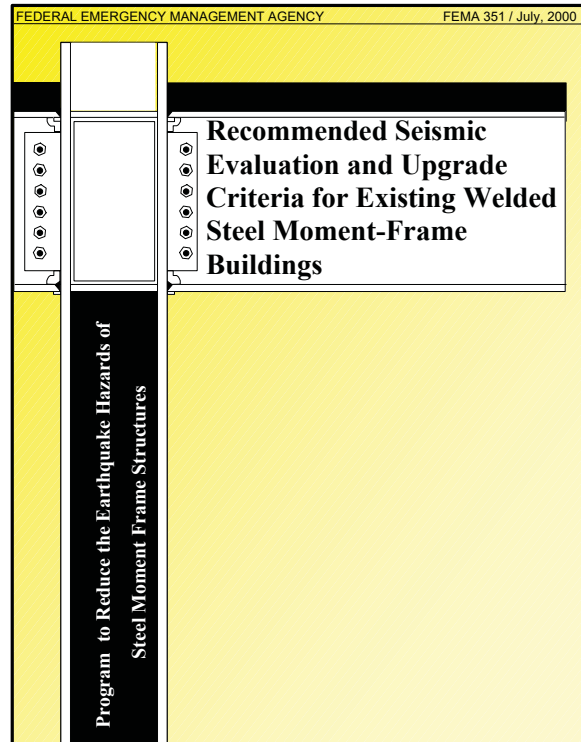 FEDERAL EMERGENCY MANAGEMENT AGENCY FEMA 351 / July, 2000
Recommended Seismic
Evaluation and Upgrade
Criteria for Existing Welded
Steel Moment-Frame
Buildings
Program to Reduce the Earthquake Hazards of
Steel Moment Frame Structures